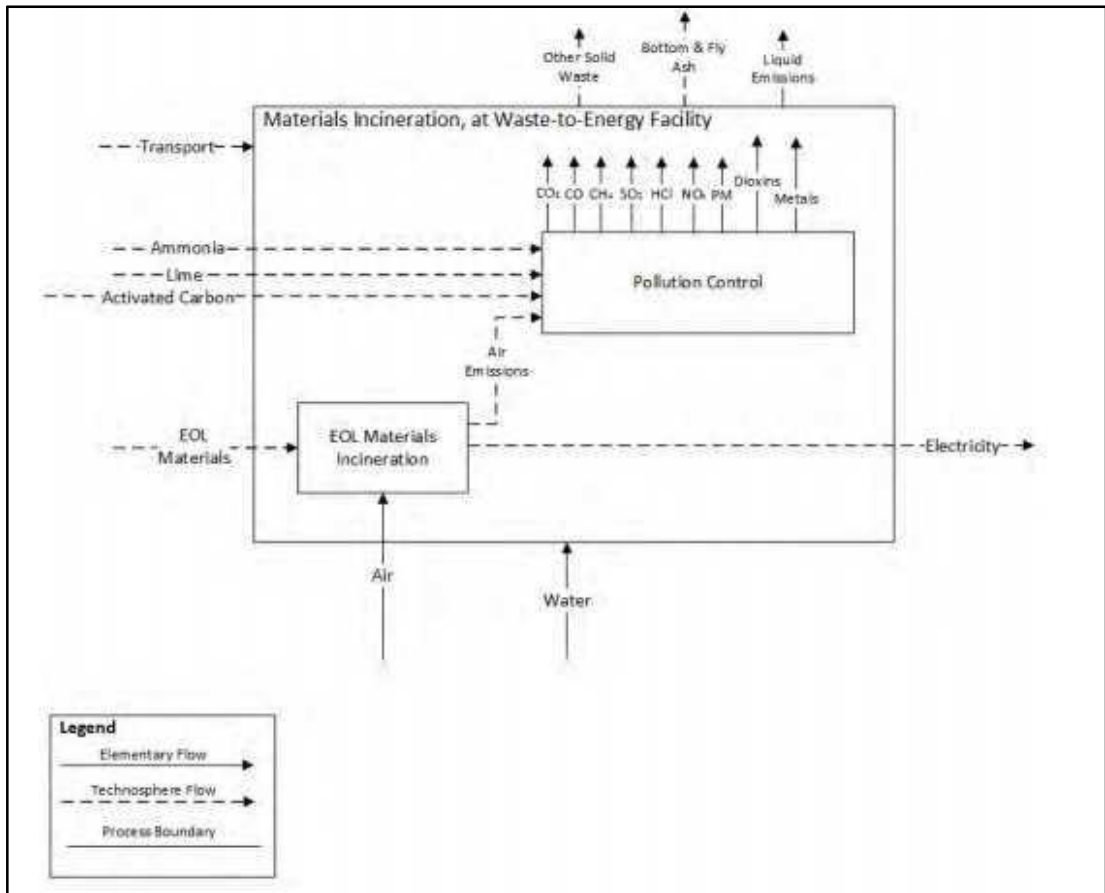 Other Solid
Waste
Bottom & Fly
Ash
Liquid
Emissions
Materials Incineration, at Waste-to-Energy Facility
Transport
CO₂ CO CH₄ SO₂ HCl NOₓ PM Dioxins Metals
Ammonia
Lime
Activated Carbon
Pollution Control
Air
Emissions
EOL
Materials
EOL Materials
Incineration
Electricity
Air
Water
Legend
Elementary Flow
Technosphere Flow
Process Boundary